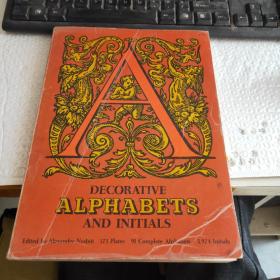 A
DECORATIVE
ALPHABETS
AND INITIALS
Edited by Alexander Nesbitt 123 Plates 91 Complete Alphabets 3,924 Initials